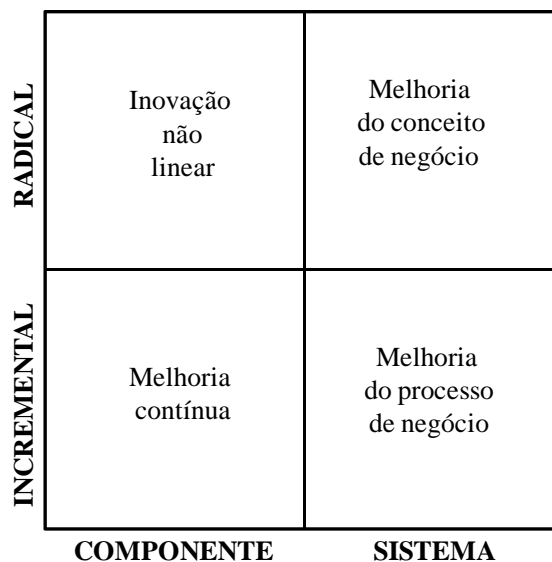 RADICAL
Inovação
não
linear
Melhoria
do conceito
de negócio
INCREMENTAL
Melhoria
contínua
Melhoria
do processo
de negócio
COMPONENTE
SISTEMA